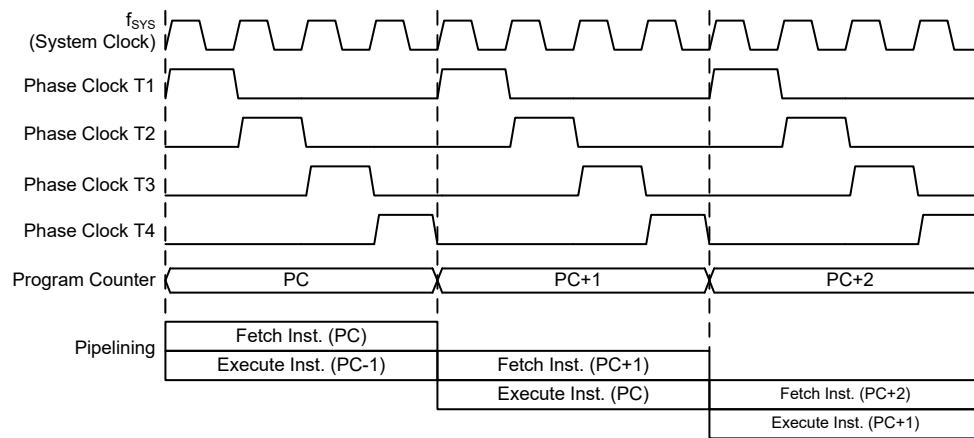 fSYS
(System Clock)
Phase Clock T1
Phase Clock T2
Phase Clock T3
Phase Clock T4
Program Counter PC PC+1 PC+2
Pipelining
Fetch Inst. (PC)
Execute Inst. (PC-1) Fetch Inst. (PC+1)
Execute Inst. (PC) Fetch Inst. (PC+2)
Execute Inst. (PC+1)